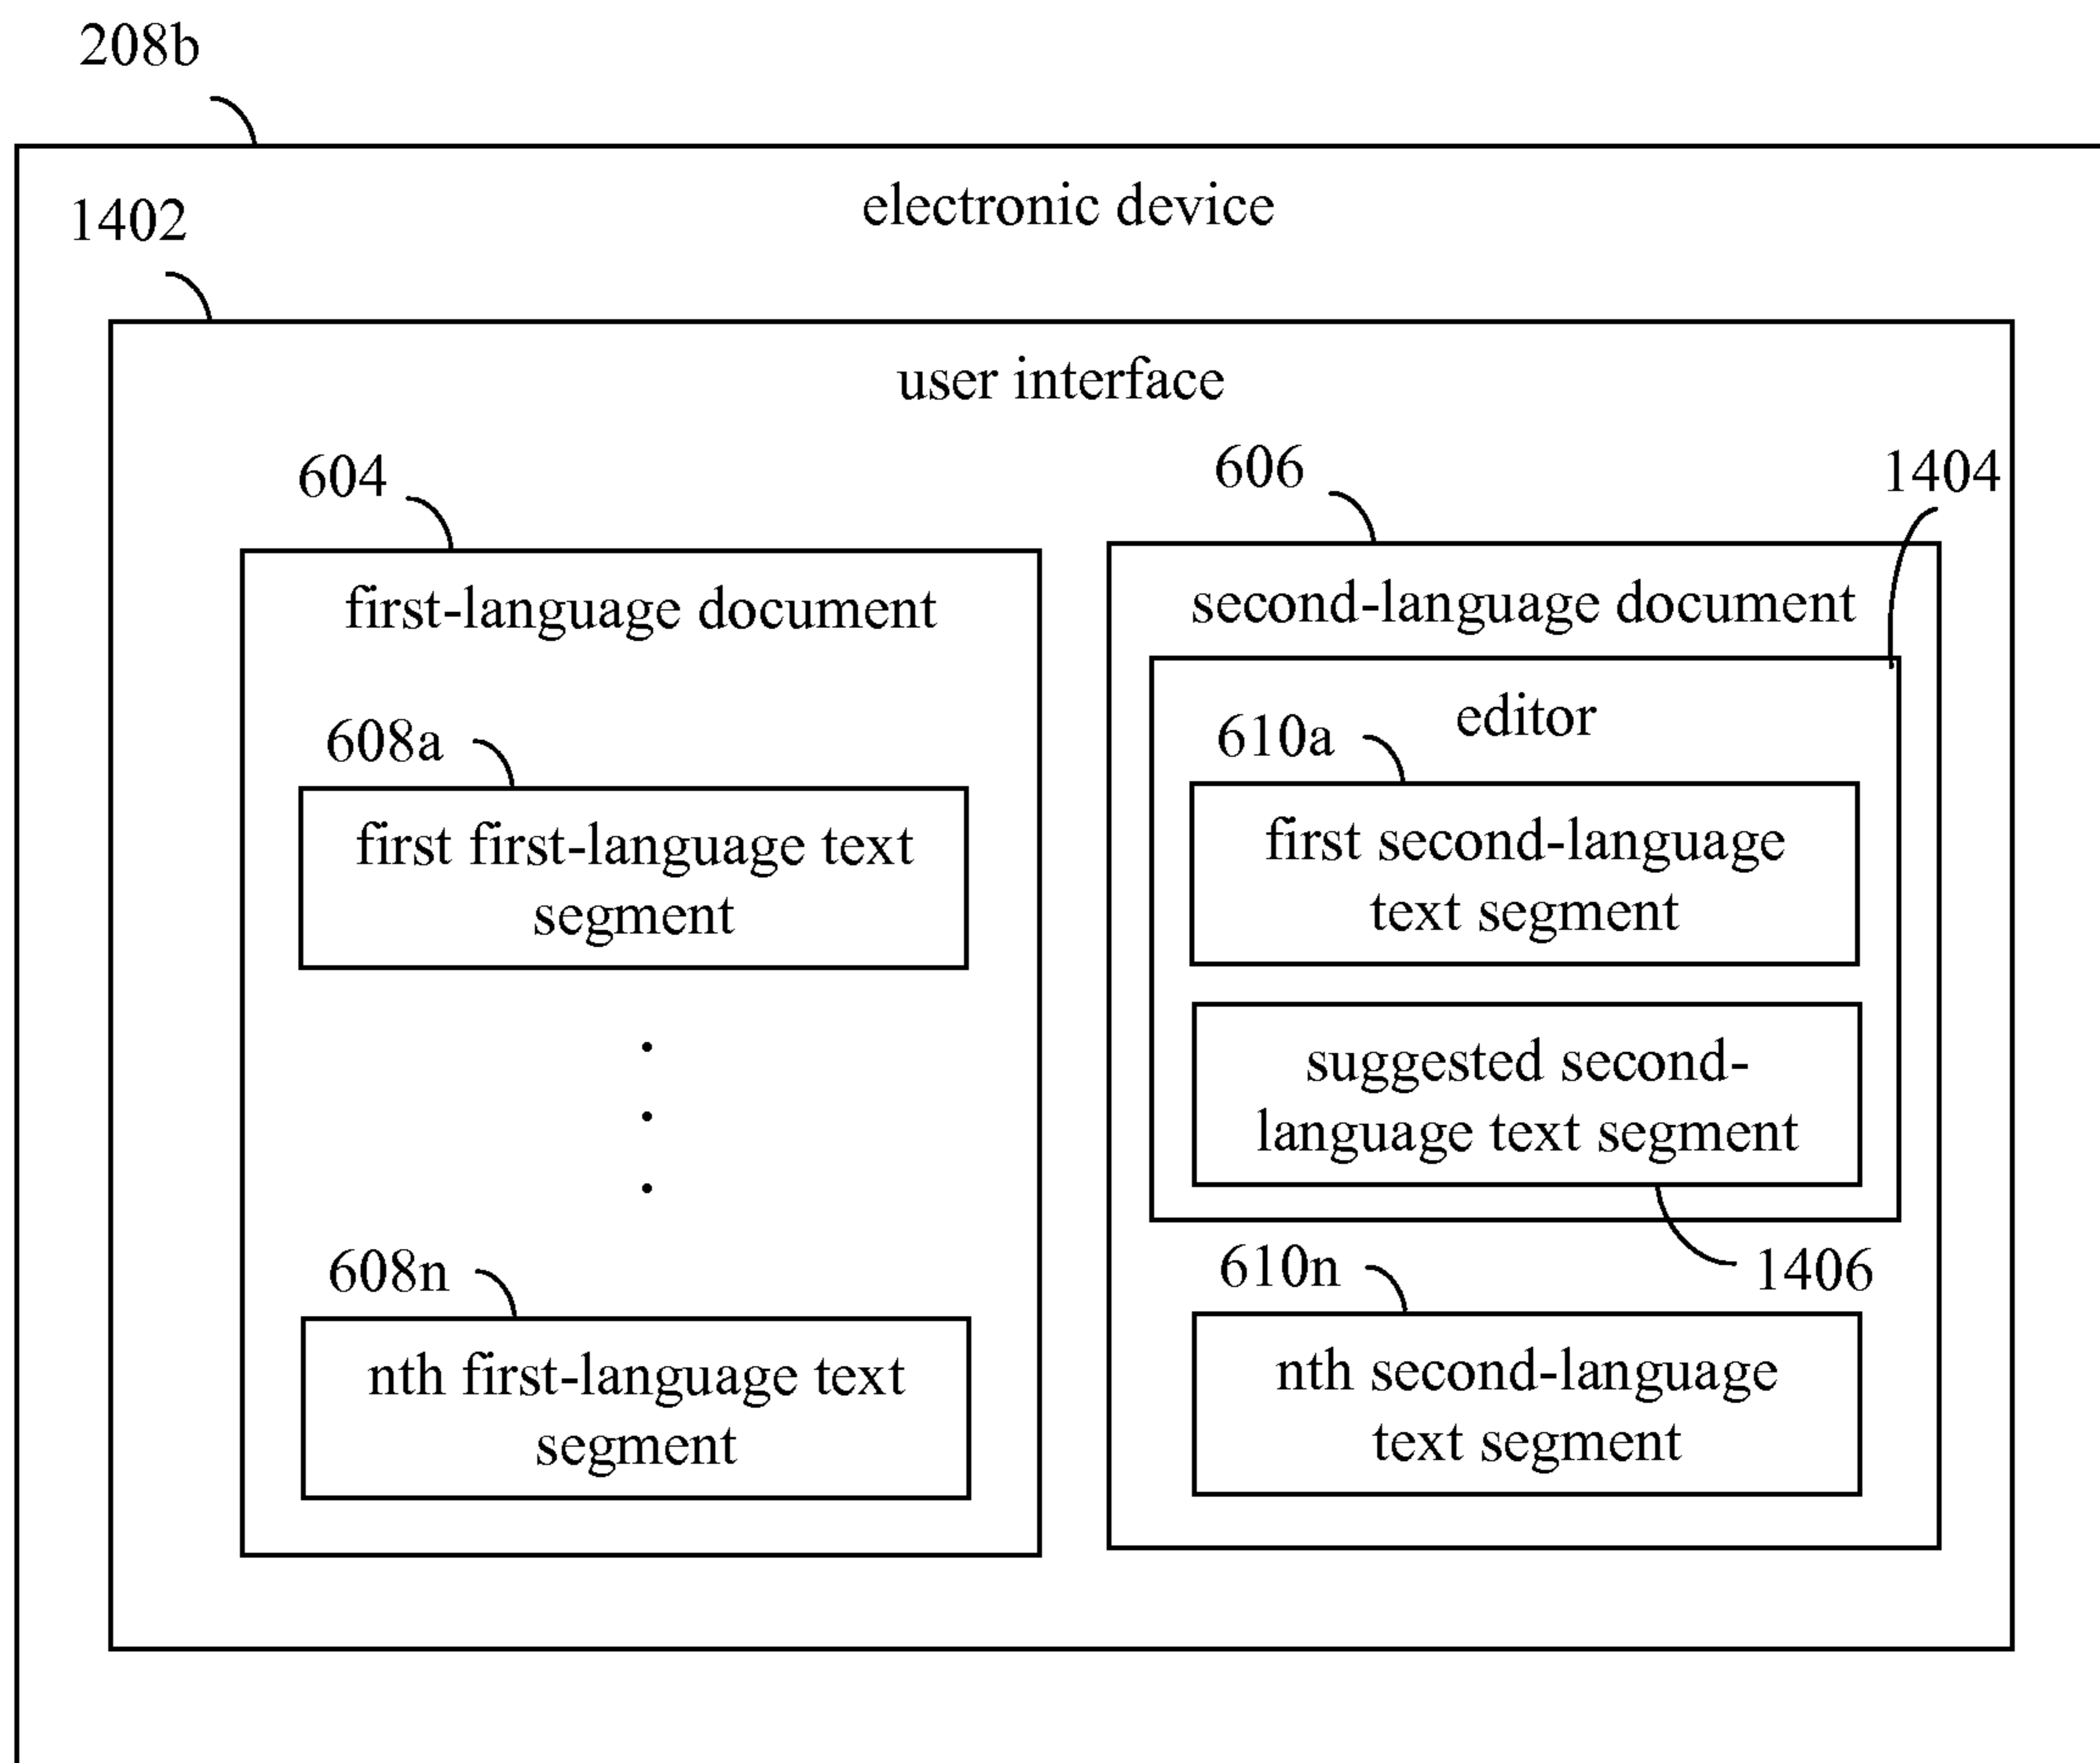 208b
electronic device
1402
user interface
604
606
1404
first-language document
second-language document
editor
608a
610a
first first-language text
segment
first second-language
text segment
suggested second-
language text segment
608n
610n
1406
nth first-language text
segment
nth second-language
text segment